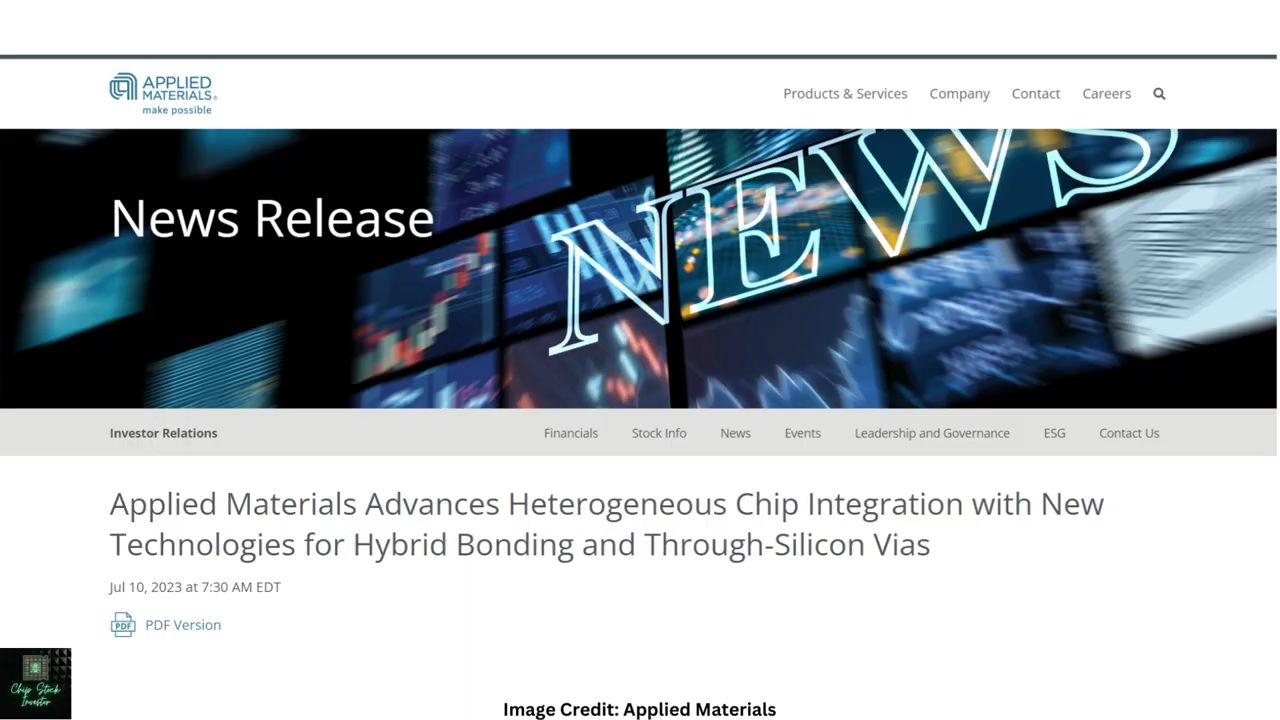 APPLIED
MATERIALS®
make possible
Products & Services Company Contact Careers
News Release
NEWS
Investor Relations Financials Stock Info News Events Leadership and Governance ESG Contact Us
Applied Materials Advances Heterogeneous Chip Integration with New
Technologies for Hybrid Bonding and Through-Silicon Vias
Jul 10, 2023 at 7:30 AM EDT
PDF PDF Version
Chip Stock
Investor
Image Credit: Applied Materials